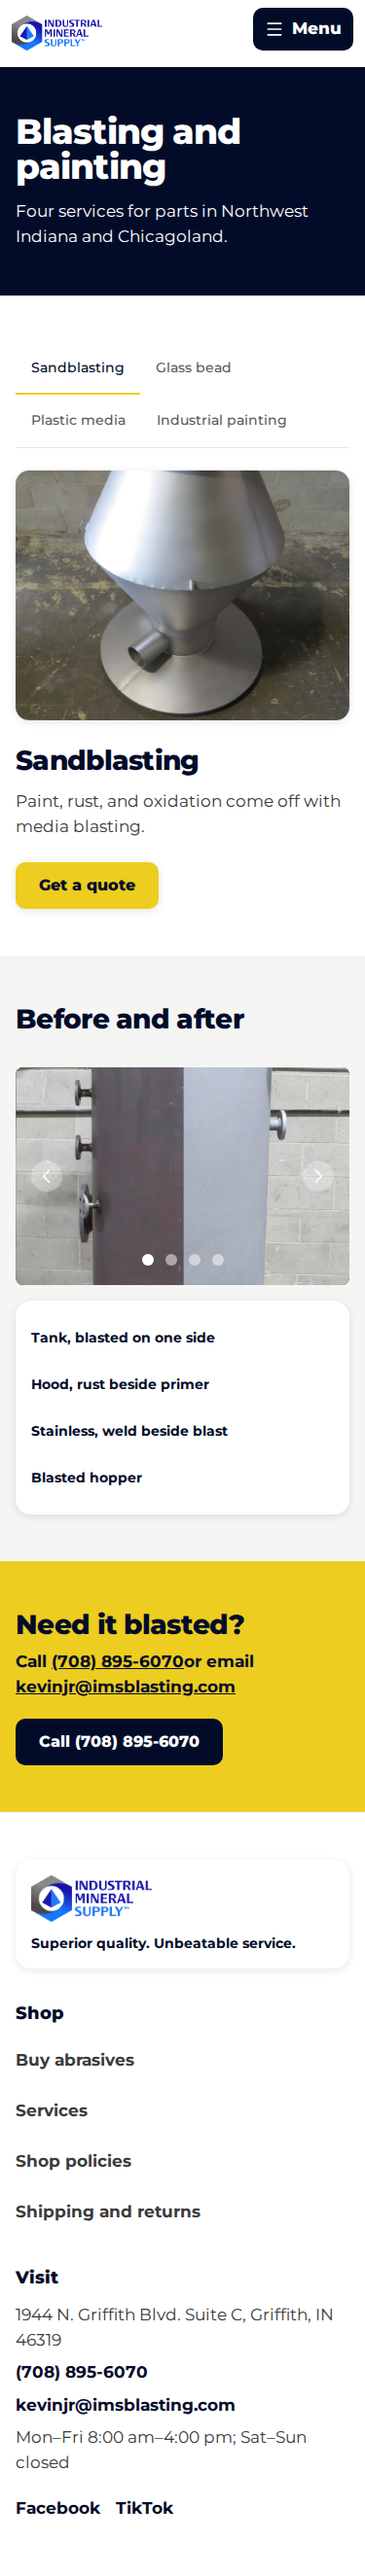 INDUSTRIAL
MINERAL
SUPPLY™
Menu
Blasting and
painting
Four services for parts in Northwest
Indiana and Chicagoland.
Sandblasting
Glass bead
Plastic media
Industrial painting
Sandblasting
Paint, rust, and oxidation come off with
media blasting.
Get a quote
Before and after
Tank, blasted on one side
Hood, rust beside primer
Stainless, weld beside blast
Blasted hopper
Need it blasted?
Call (708) 895-6070or email
kevinjr@imsblasting.com
Call (708) 895-6070
INDUSTRIAL
MINERAL
SUPPLY™
Superior quality. Unbeatable service.
Shop
Buy abrasives
Services
Shop policies
Shipping and returns
Visit
1944 N. Griffith Blvd. Suite C, Griffith, IN
46319
(708) 895-6070
kevinjr@imsblasting.com
Mon–Fri 8:00 am–4:00 pm; Sat–Sun
closed
Facebook TikTok